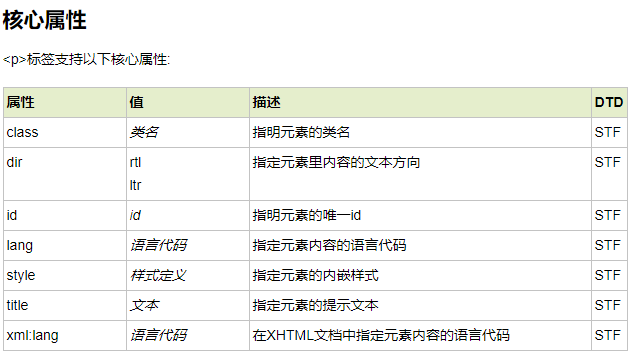 核心属性
<p>标签支持以下核心属性:
属性 值 描述 DTD
class 类名 指明元素的类名 STF
dir rtl 指定元素里内容的文本方向 STF
ltr
id id 指明元素的唯一id STF
lang 语言代码 指定元素内容的语言代码 STF
style 样式定义 指定元素的内嵌样式 STF
title 文本 指定元素的提示文本 STF
xml:lang 语言代码 在XHTML文档中指定元素内容的语言代码 STF